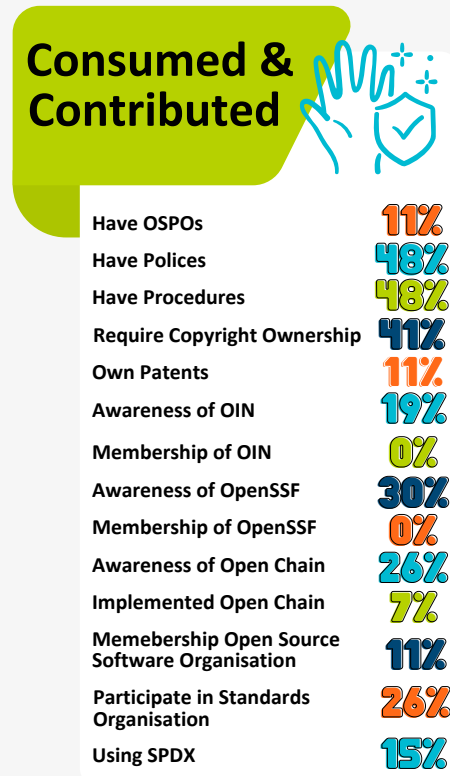 Consumed &
Contributed
Have OSPOs 11%
Have Polices 48%
Have Procedures 48%
Require Copyright Ownership 41%
Own Patents 11%
Awareness of OIN 19%
Membership of OIN 0%
Awareness of OpenSSF 30%
Membership of OpenSSF 0%
Awareness of Open Chain 26%
Implemented Open Chain 7%
Memebership Open Source
Software Organisation 11%
Participate in Standards
Organisation 26%
Using SPDX 15%